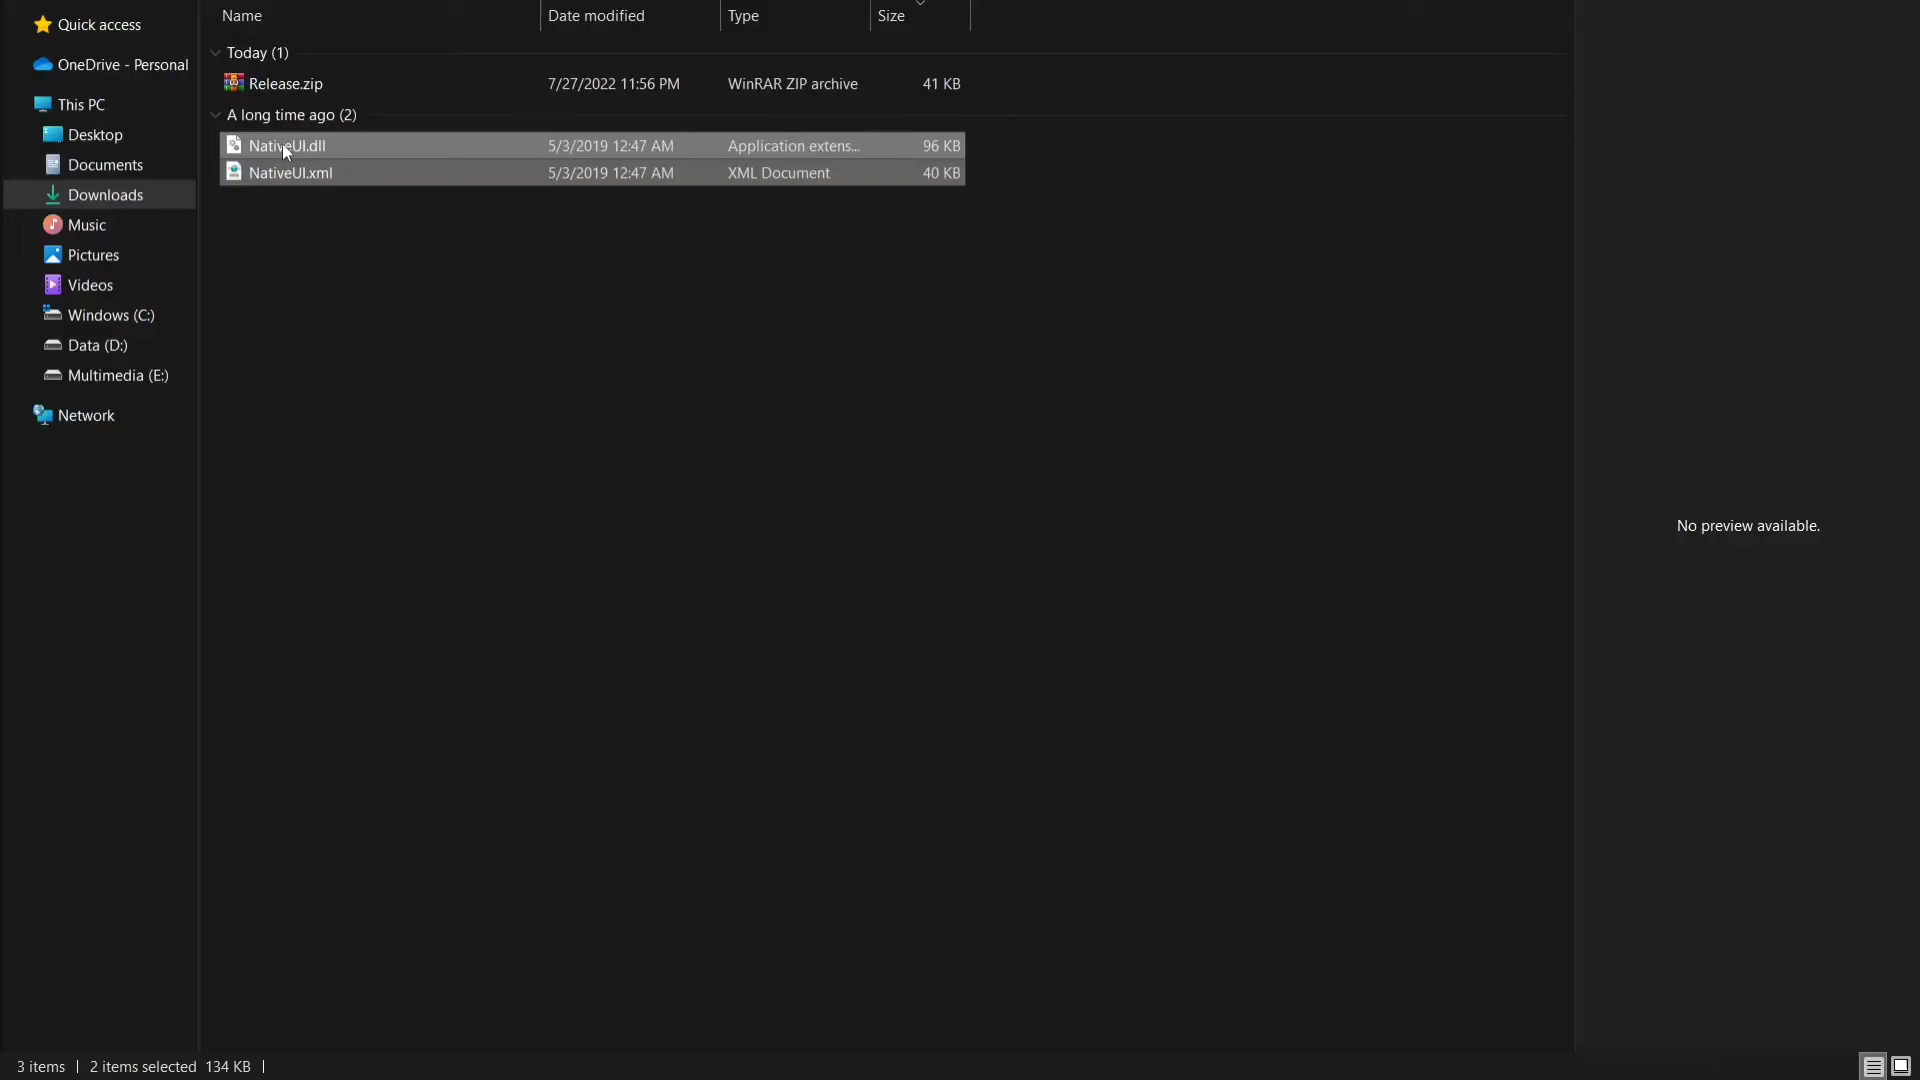 Quick access
OneDrive - Personal
This PC
Desktop
Documents
Downloads
Music
Pictures
Videos
Windows (C:)
Data (D:)
Multimedia (E:)
Network
Name Date modified Type Size
Today (1)
Release.zip 7/27/2022 11:56 PM WinRAR ZIP archive 41 KB
A long time ago (2)
NativeUI.dll 5/3/2019 12:47 AM Application extens... 96 KB
NativeUI.xml 5/3/2019 12:47 AM XML Document 40 KB
No preview available.
3 items | 2 items selected 134 KB |